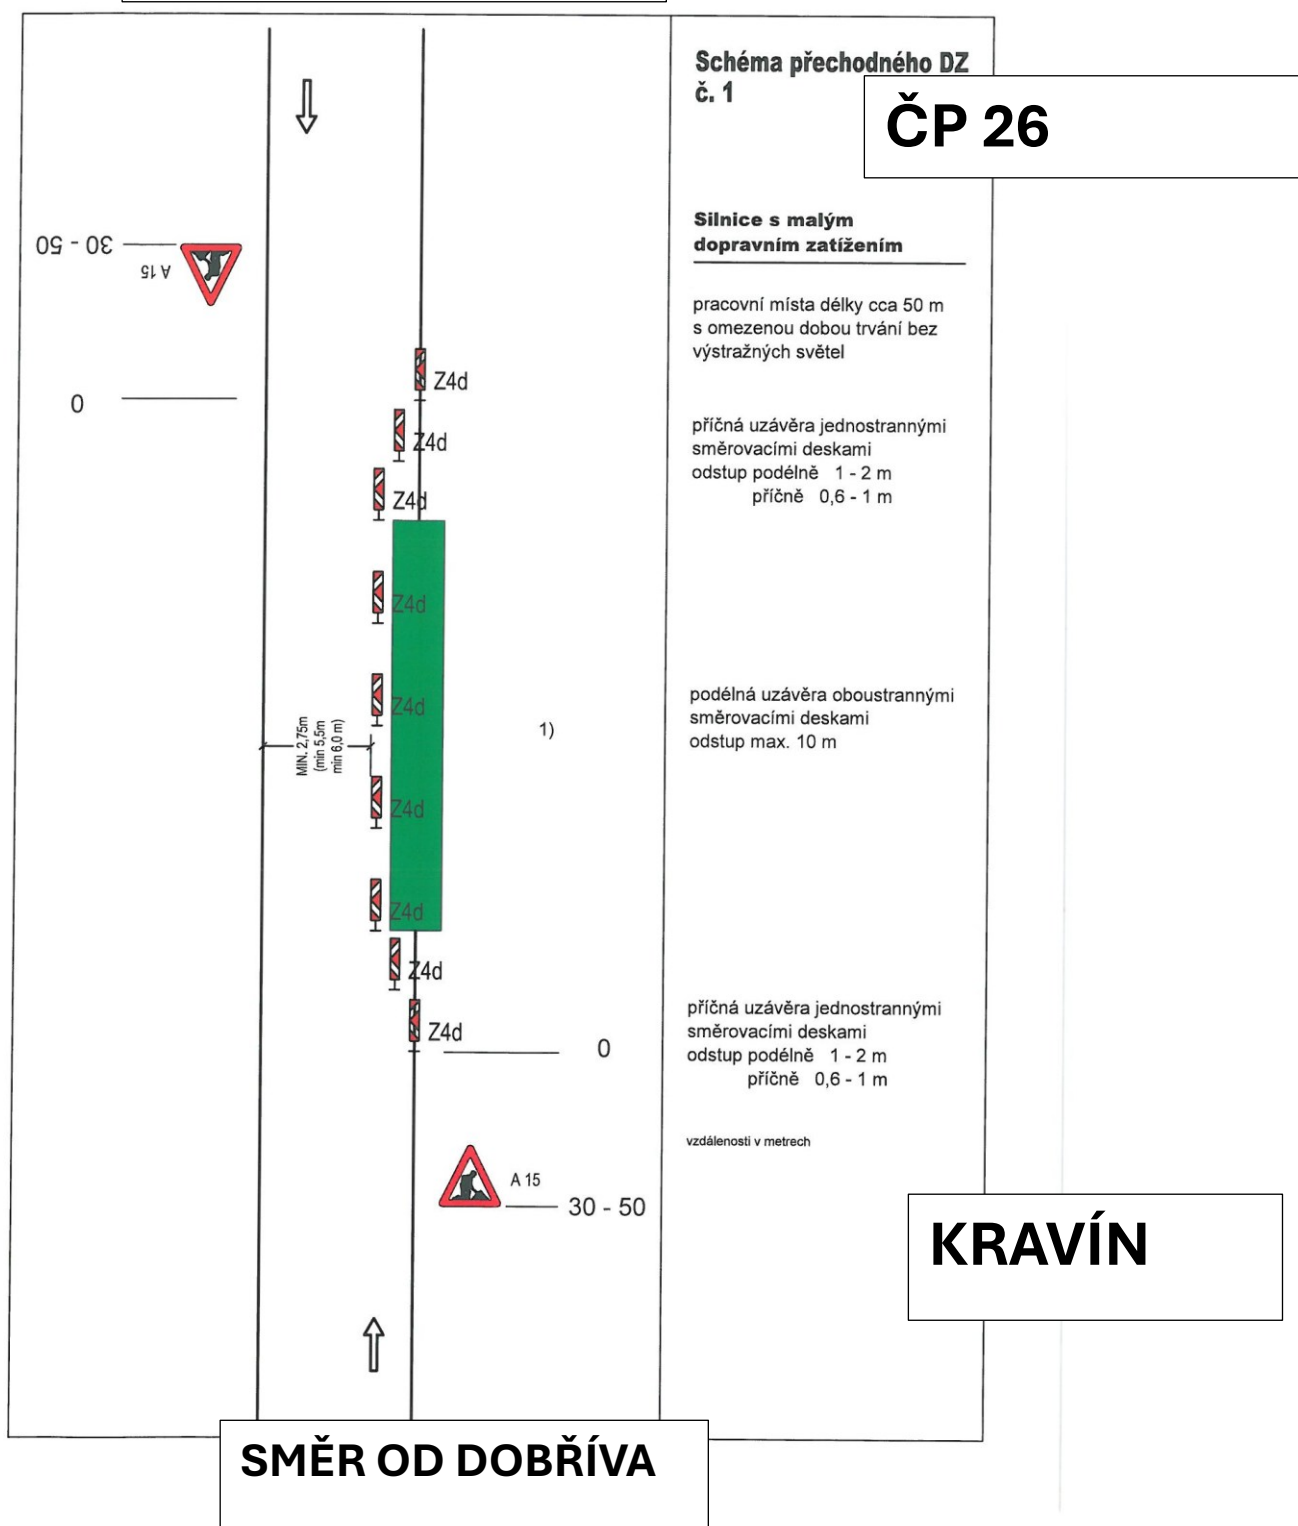 Schéma přechodného DZ
č. 1
ČP 26
Silnice s malým
dopravním zatížením
30 - 50
A 15
pracovní místa délky cca 50 m
s omezenou dobou trvání bez
výstražných světel
Z4d
0
Z4d
příčná uzávěra jednostrannými
směrovacími deskami
odstup podélně 1 - 2 m
příčně 0,6 - 1 m
Z4d
Z4d
Z4d
podélná uzávěra oboustrannými
směrovacími deskami
odstup max. 10 m
MIN. 2,75m
(min 5,5m
min 6,0 m)
1)
Z4d
Z4d
Z4d
Z4d
0
příčná uzávěra jednostrannými
směrovacími deskami
odstup podélně 1 - 2 m
příčně 0,6 - 1 m
vzdálenosti v metrech
A 15
30 - 50
KRAVÍN
SMĚR OD DOBŘÍVA